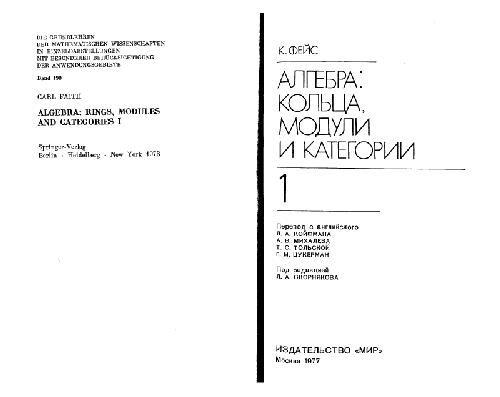 DIE GRUNDLEHREN
DER MATHEMATISCHEN WISSENSCHAFTEN
IN EINZELDARSTELLUNGEN
MIT BESONDERER BERÜCKSICHTIGUNG
DER ANWENDUNGSGEBIETE
Band 190
CARL FAITH
ALGEBRA: RINGS, MODULES
AND CATEGORIES I
Springer-Verlag
Berlin · Heidelberg · New York 1973
К. ФЕЙС
АЛГЕБРА:
КОЛЬЦА,
МОДУЛИ
И КАТЕГОРИИ
1
Перевод с английского
Л. А. КОЙФМАНА
А. В. МИХАЛЕВА
Т. С. ТОЛЬСКОЙ
Г. М. ЦУКЕРМАН
Под редакцией
Л. А. СКОРНЯКОВА
ИЗДАТЕЛЬСТВО «МИР»
Москва 1977